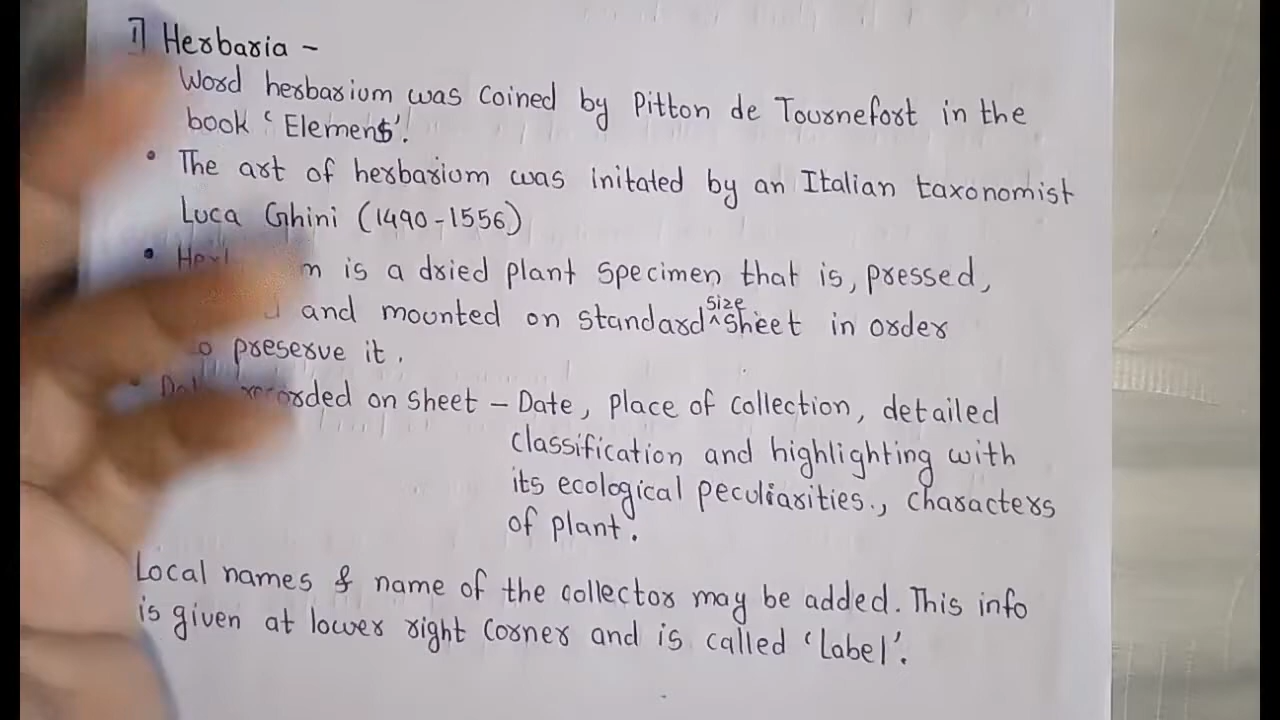 1] Herbaria -
Word herbarium was coined by Pitton de Tournefort in the
book 'Elemens'.
• The art of herbarium was initated by an Italian taxonomist
Luca Ghini (1490-1556)
• is a dried plant specimen that is, pressed,
and mounted on standard size sheet in order
to preserve it.
• recorded on sheet - Date, place of collection, detailed
classification and highlighting with
its ecological peculiarities., characters
of plant.
Local names & name of the collector may be added. This info
is given at lower right corner and is called 'Label'.